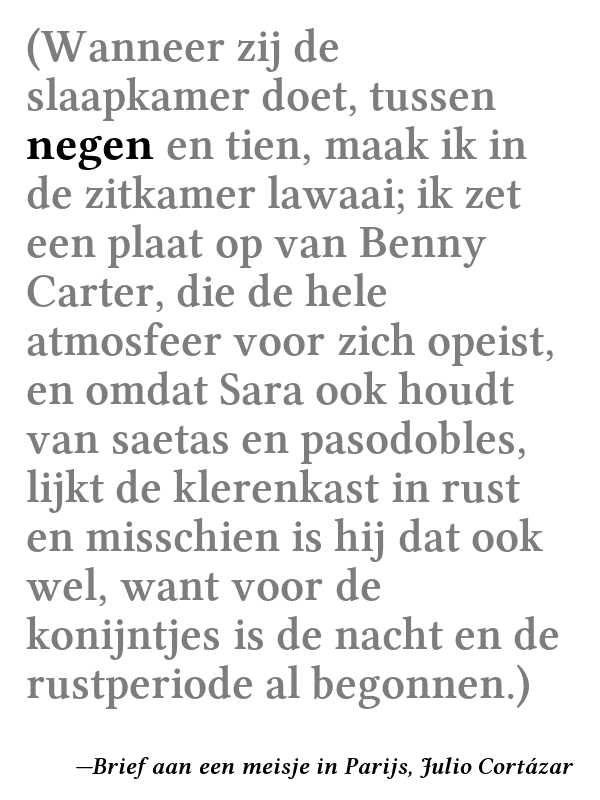 (Wanneer zij de
slaapkamer doet, tussen
negen en tien, maak ik in
de zitkamer lawaai; ik zet
een plaat op van Benny
Carter, die de hele
atmosfeer voor zich opeist,
en omdat Sara ook houdt
van saetas en pasodobles,
lijkt de klerenkast in rust
en misschien is hij dat ook
wel, want voor de
konijntjes is de nacht en de
rustperiode al begonnen.)
—Brief aan een meisje in Parijs, Julio Cortázar